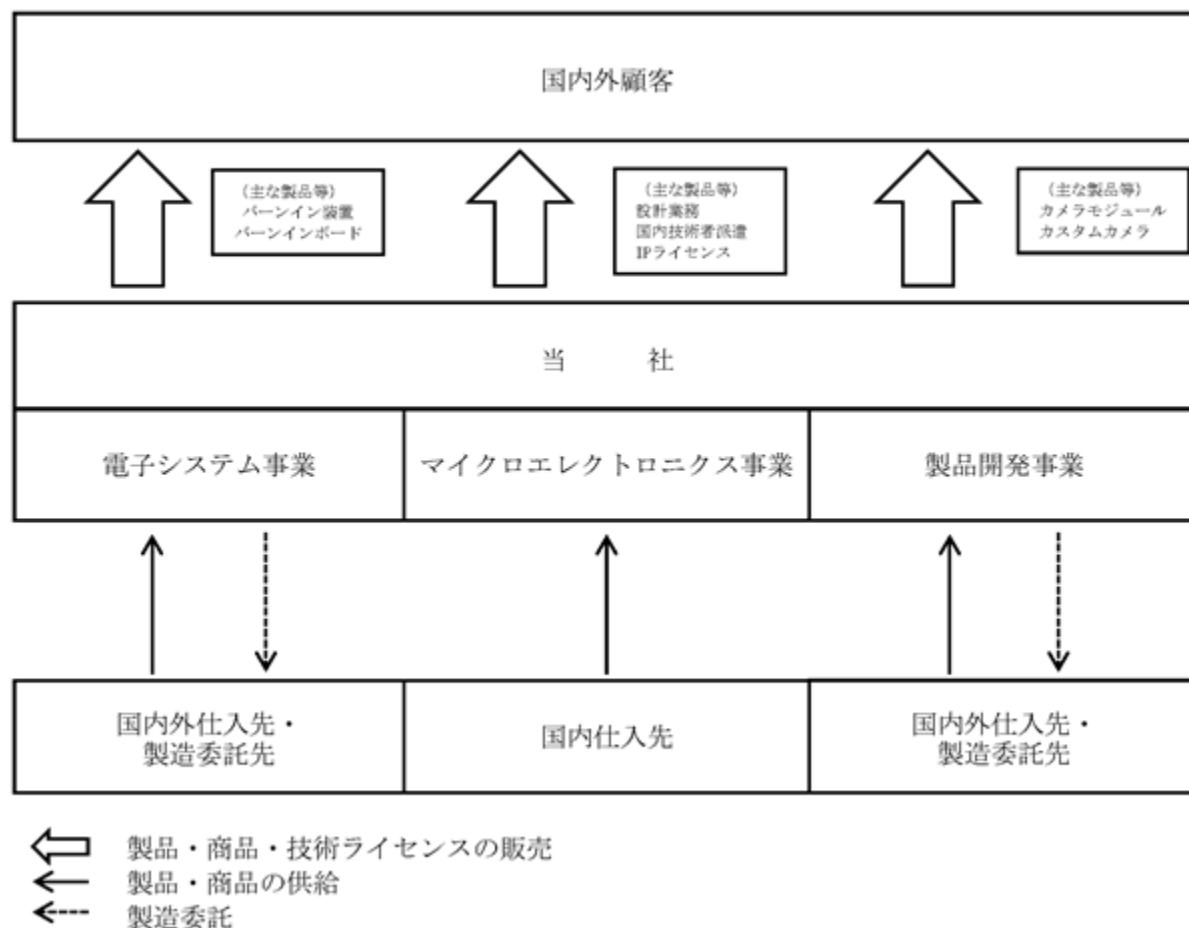 国内外顧客
(主な製品等)
バーンイン装置
バーンインボード
(主な製品等)
設計業務
国内技術者派遣
IPライセンス
(主な製品等)
カメラモジュール
カスタムカメラ
当 社
電子システム事業
マイクロエレクトロニクス事業
製品開発事業
国内外仕入先・
製造委託先
国内仕入先
国内外仕入先・
製造委託先
製品・商品・技術ライセンスの販売
製品・商品の供給
製造委託